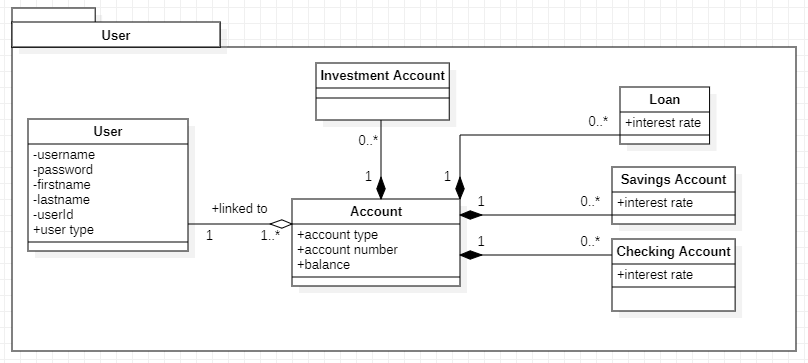 User
Investment Account
0..*
1
Loan
+interest rate
0..*
1
User
-username
-password
-firstname
-lastname
-userId
+user type
+linked to
1
1..*
Account
+account type
+account number
+balance
Savings Account
+interest rate
1
0..*
Checking Account
+interest rate
1
0..*